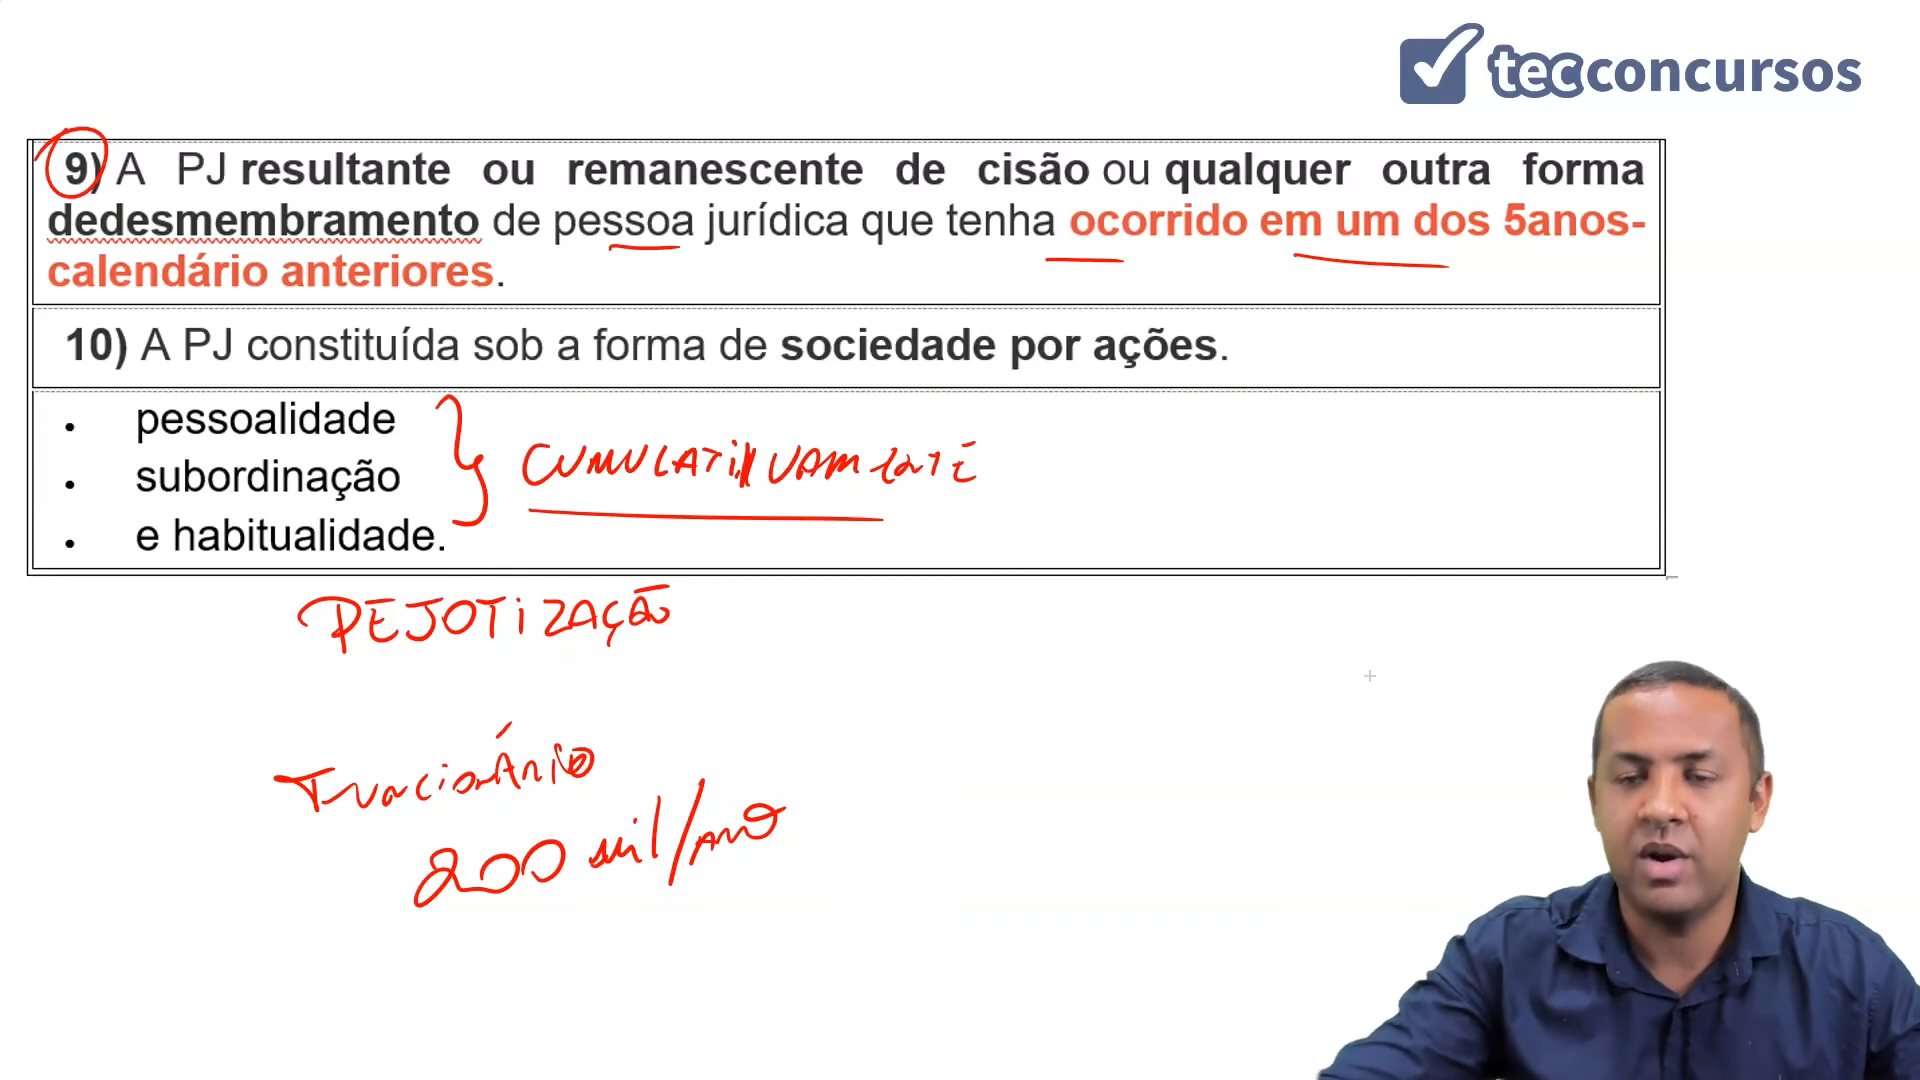 tecconcursos
9) A PJ resultante ou remanescente de cisão ou qualquer outra forma
dedesmembramento de pessoa jurídica que tenha ocorrido em um dos 5anos-
calendário anteriores.
10) A PJ constituída sob a forma de sociedade por ações.
• pessoalidade
• subordinação
• e habitualidade.
CUMULATIVAMENTE
PEJOTIZAÇÃO
Funcionário
200 mil/ano